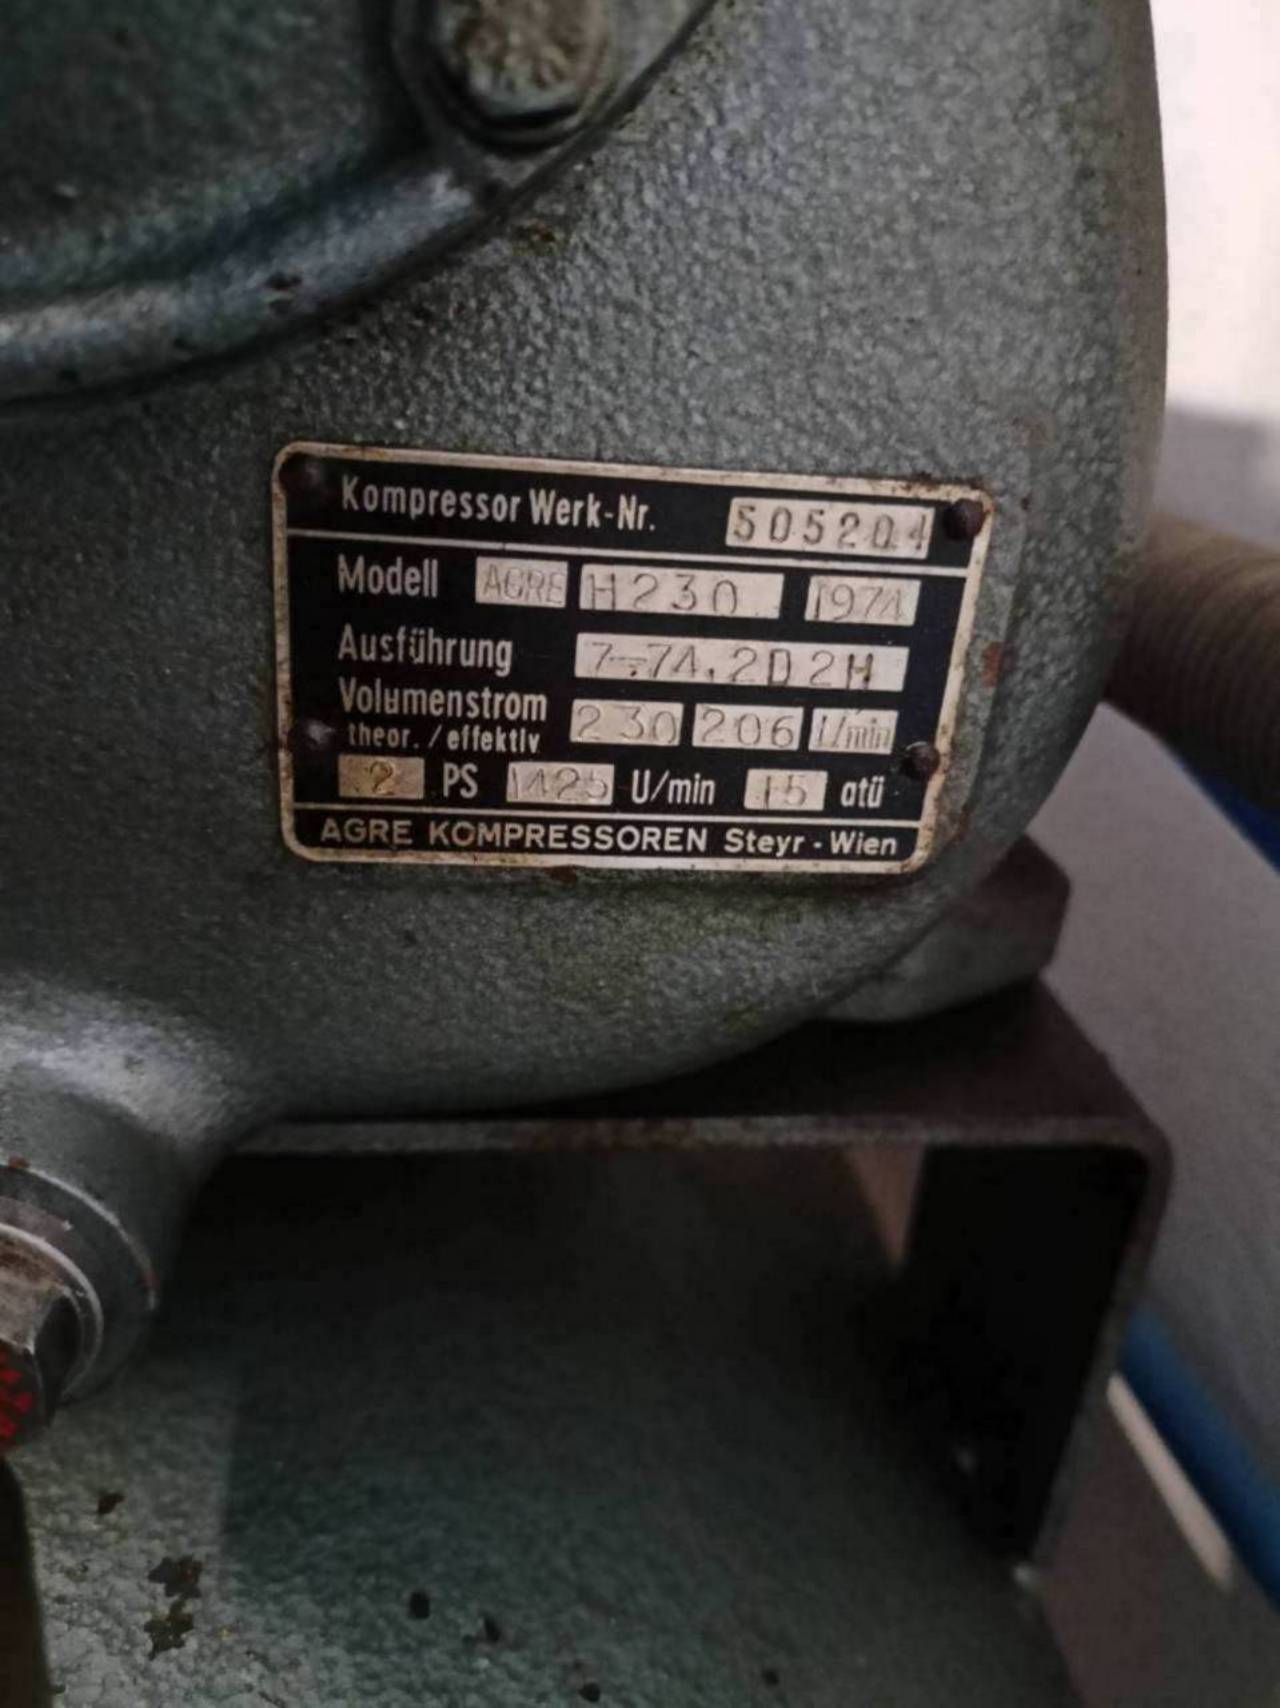 Kompressor Werk-Nr. 505204
Modell AGRE H230 1974
Ausführung 7-74.2D2H
Volumenstrom 230 206 l/min
theor./effektiv
2 PS 1425 U/min 15 atü
AGRE KOMPRESSOREN Steyr - Wien